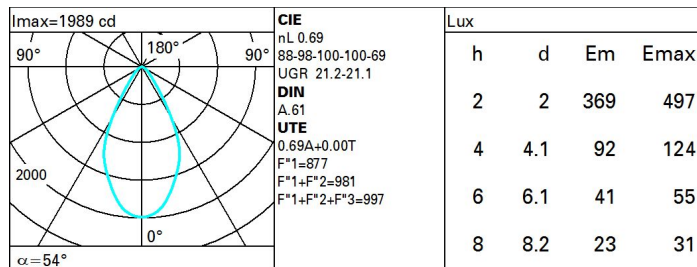 Imax=1989 cd
90°
180°
90°
2000
0°
α=54°
CIE
nL 0.69
88-98-100-100-69
UGR 21.2-21.1
DIN
A.61
UTE
0.69A+0.00T
F"1=877
F"1+F"2=981
F"1+F"2+F"3=997
Lux
h d Em Emax
2 2 369 497
4 4.1 92 124
6 6.1 41 55
8 8.2 23 31